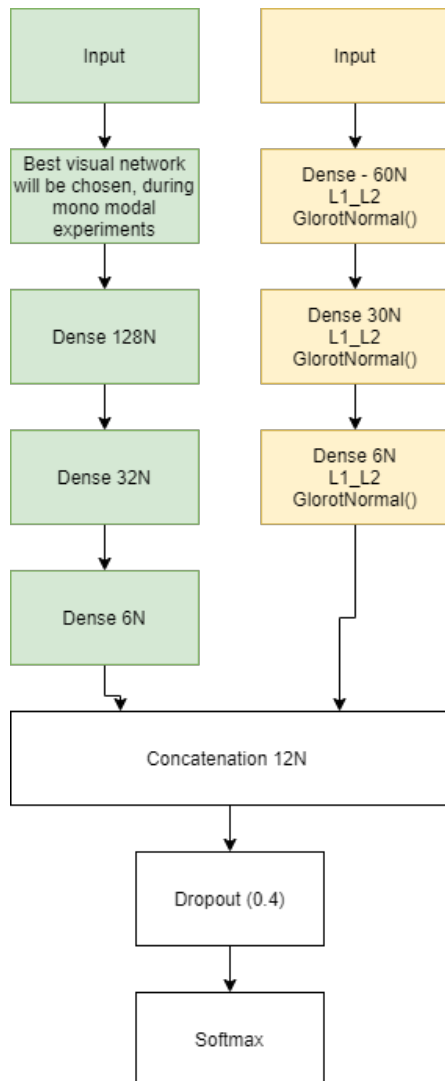 Input
Best visual network
will be chosen, during
mono modal
experiments
Dense 128N
Dense 32N
Dense 6N
Input
Dense - 60N
L1_L2
GlorotNormal()
Dense 30N
L1_L2
GlorotNormal()
Dense 6N
L1_L2
GlorotNormal()
Concatenation 12N
Dropout (0.4)
Softmax